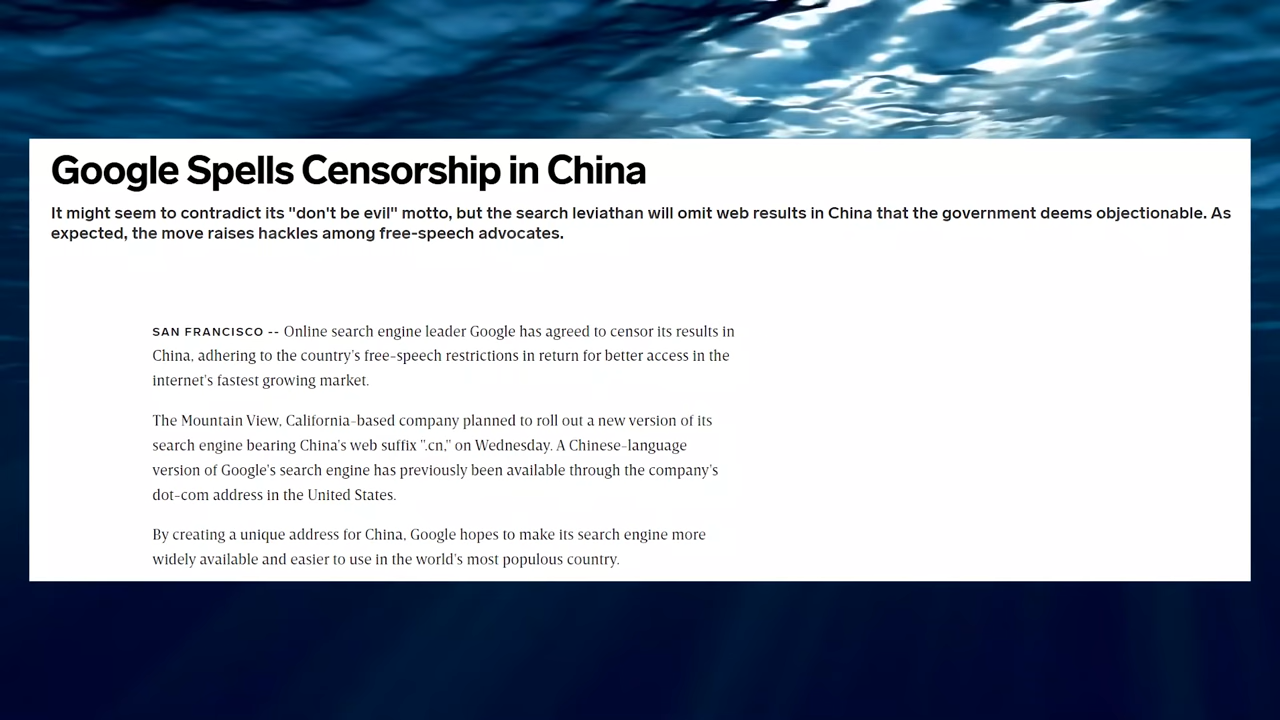 Google Spells Censorship in China
It might seem to contradict its "don't be evil" motto, but the search leviathan will omit web results in China that the government deems objectionable. As
expected, the move raises hackles among free-speech advocates.
SAN FRANCISCO -- Online search engine leader Google has agreed to censor its results in
China, adhering to the country's free-speech restrictions in return for better access in the
internet's fastest growing market.
The Mountain View, California-based company planned to roll out a new version of its
search engine bearing China's web suffix ".cn," on Wednesday. A Chinese-language
version of Google's search engine has previously been available through the company's
dot-com address in the United States.
By creating a unique address for China, Google hopes to make its search engine more
widely available and easier to use in the world's most populous country.